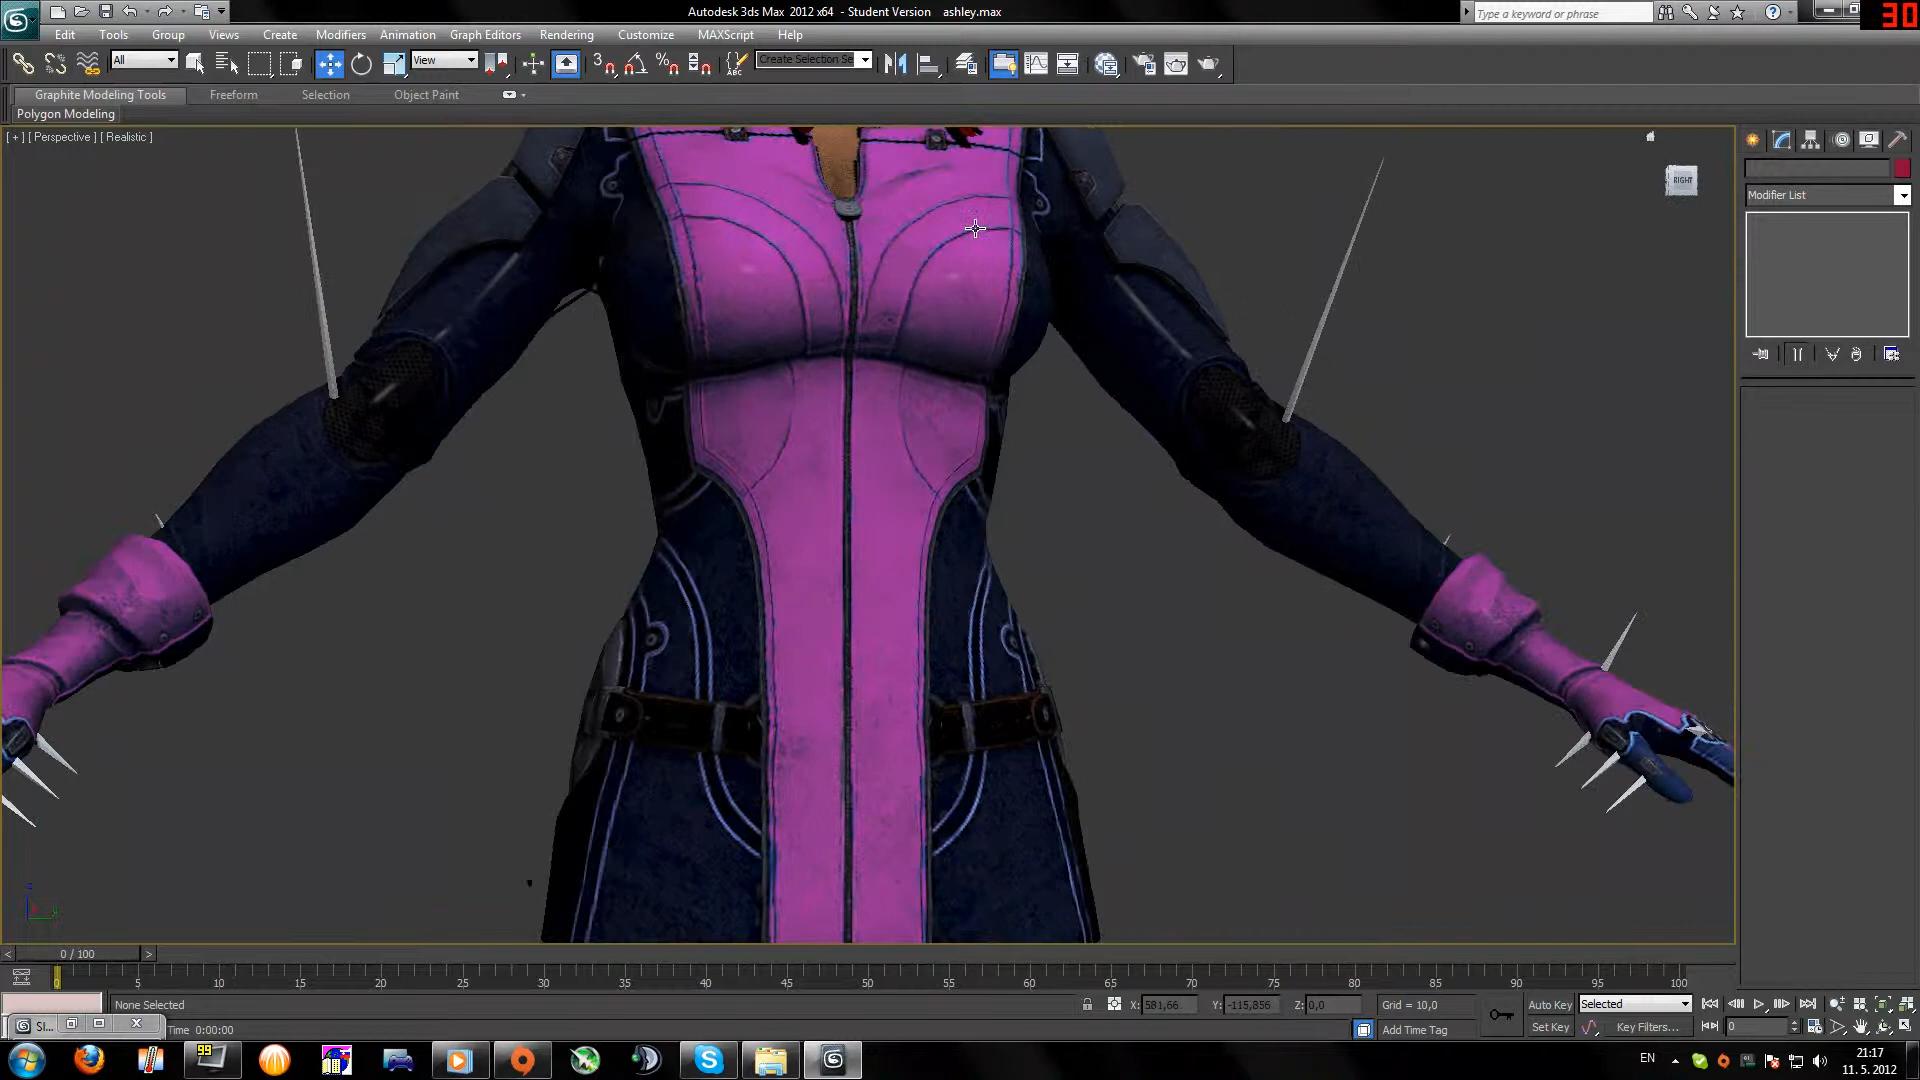 Autodesk 3ds Max 2012 x64 - Student Version ashley.max
Type a keyword or phrase
30
Edit Tools Group Views Create Modifiers Animation Graph Editors Rendering Customize MAXScript Help
All
View
3
ABC
Create Selection Se
Graphite Modeling Tools Freeform Selection Object Paint
Polygon Modeling
[ + ] [ Perspective ] [ Realistic ]
RIGHT
Modifier List
< 0 / 100 >
0 5 10 15 20 25 30 35 40 45 50 55 60 65 70 75 80 85 90 95 100
None Selected
X: 581,66 Y: -115,856 Z: 0,0 Grid = 10,0
Auto Key Selected
Sl...
Time 0:00:00
Add Time Tag
Set Key Key Filters...
0
99
EN
21:17
11. 5. 2012